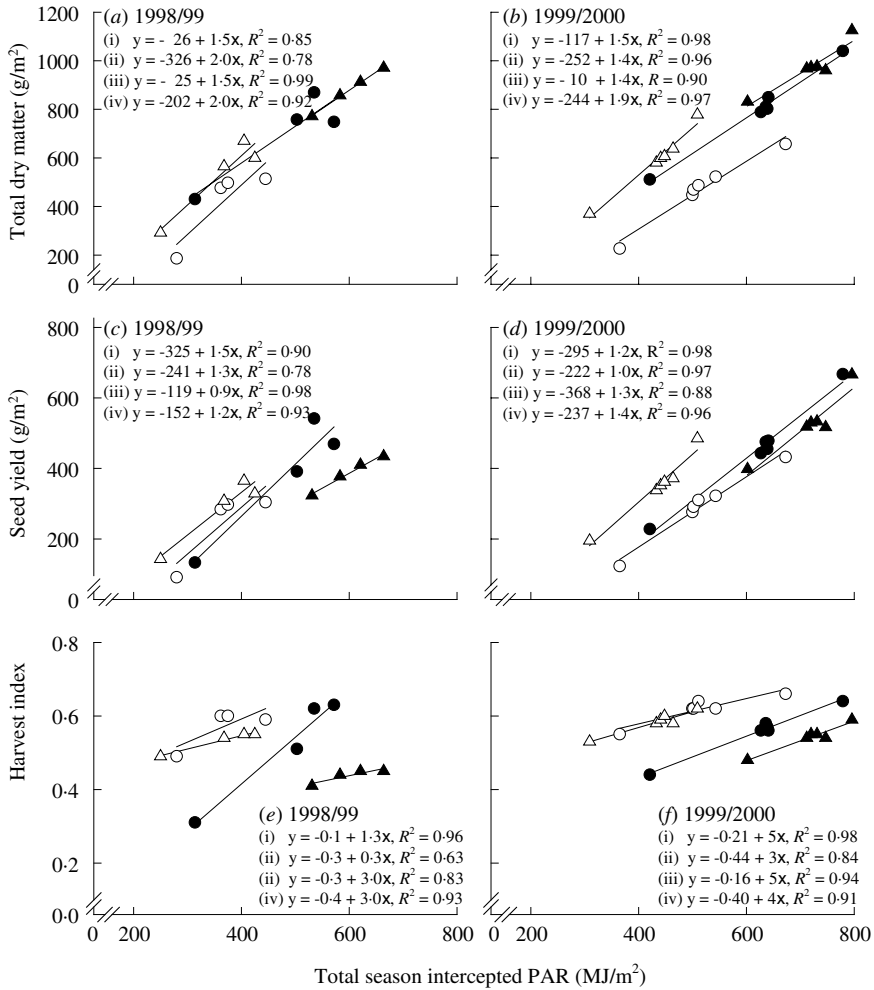 (a) 1998/99
(i) y = - 26 + 1·5x, R² = 0·85
(ii) y = -326 + 2·0x, R² = 0·78
(iii) y = - 25 + 1·5x, R² = 0·99
(iv) y = -202 + 2·0x, R² = 0·92
1200
1000
800
600
400
200
0
Total dry matter (g/m²)
(b) 1999/2000
(i) y = -117 + 1·5x, R² = 0·98
(ii) y = -252 + 1·4x, R² = 0·96
(iii) y = - 10 + 1·4x, R = 0·90
(iv) y = -244 + 1·9x, R² = 0·97
(c) 1998/99
(i) y = -325 + 1·5x, R² = 0·90
(ii) y = -241 + 1·3x, R² = 0·78
(iii) y = -119 + 0·9x, R² = 0·98
(iv) y = -152 + 1·2x, R² = 0·93
800
600
400
200
0
Seed yield (g/m²)
(d) 1999/2000
(i) y = -295 + 1·2x, R² = 0·98
(ii) y = -222 + 1·0x, R² = 0·97
(iii) y = -368 + 1·3x, R² = 0·88
(iv) y = -237 + 1·4x, R² = 0·96
0·8
0·6
0·4
0·2
0·0
Harvest index
(e) 1998/99
(i) y = -0·1 + 1·3x, R² = 0·96
(ii) y = -0·3 + 0·3x, R² = 0·63
(ii) y = -0·3 + 3·0x, R² = 0·83
(iv) y = -0·4 + 3·0x, R² = 0·93
(f) 1999/2000
(i) y = -0·21 + 5x, R² = 0·98
(ii) y = -0·44 + 3x, R² = 0·84
(iii) y = -0·16 + 5x, R² = 0·94
(iv) y = -0·40 + 4x, R² = 0·91
0 200 400 600 800
0 200 400 600 800
Total season intercepted PAR (MJ/m²)